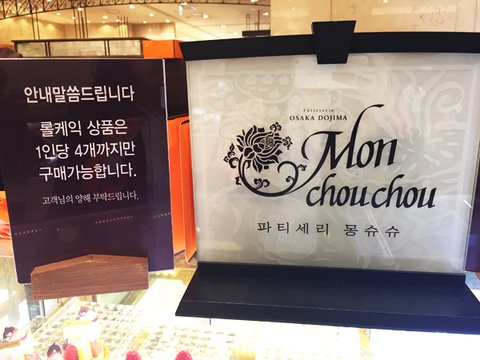 안내말씀드립니다
롤케익 상품은
1인당 4개까지만
구매가능합니다.
고객님의 양해 부탁드립니다.
Pâtisserie
OSAKA DOJIMA
Mon
chouchou
파티세리 몽슈슈